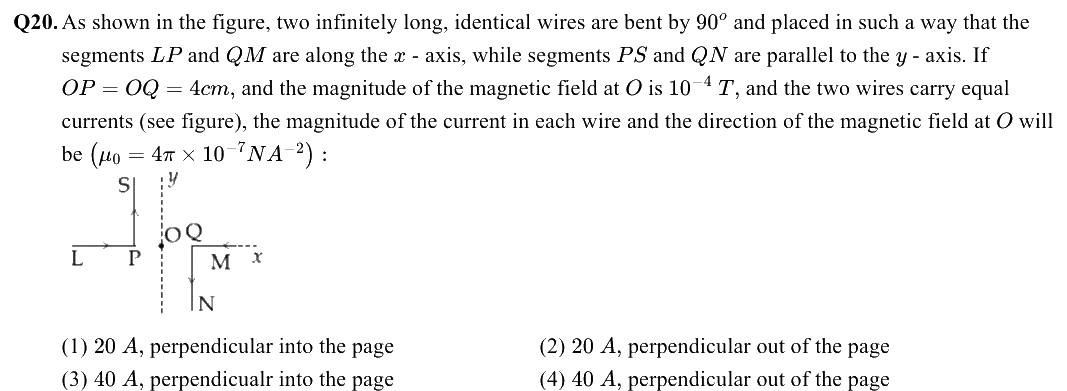 Q20. As shown in the figure, two infinitely long, identical wires are bent by 90° and placed in such a way that the
segments LP and QM are along the x - axis, while segments PS and QN are parallel to the y - axis. If
OP = OQ = 4cm, and the magnitude of the magnetic field at O is 10⁻⁴ T, and the two wires carry equal
currents (see figure), the magnitude of the current in each wire and the direction of the magnetic field at O will
be (μ₀ = 4π × 10⁻⁷NA⁻²) :
S y
O Q
L P M x
N
(1) 20 A, perpendicular into the page (2) 20 A, perpendicular out of the page
(3) 40 A, perpendicualr into the page (4) 40 A, perpendicular out of the page